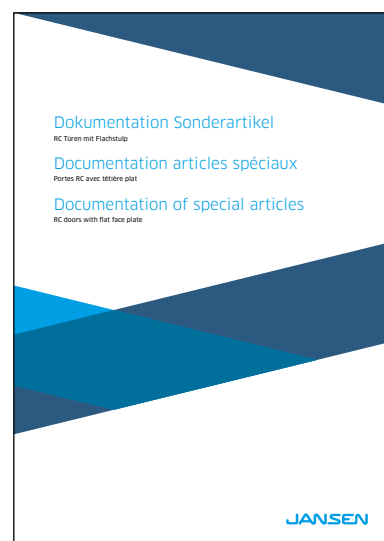 Dokumentation Sonderartikel
RC Türen mit Flachstulp
Documentation articles spéciaux
Portes RC avec têtière plat
Documentation of special articles
RC doors with flat face plate
JANSEN